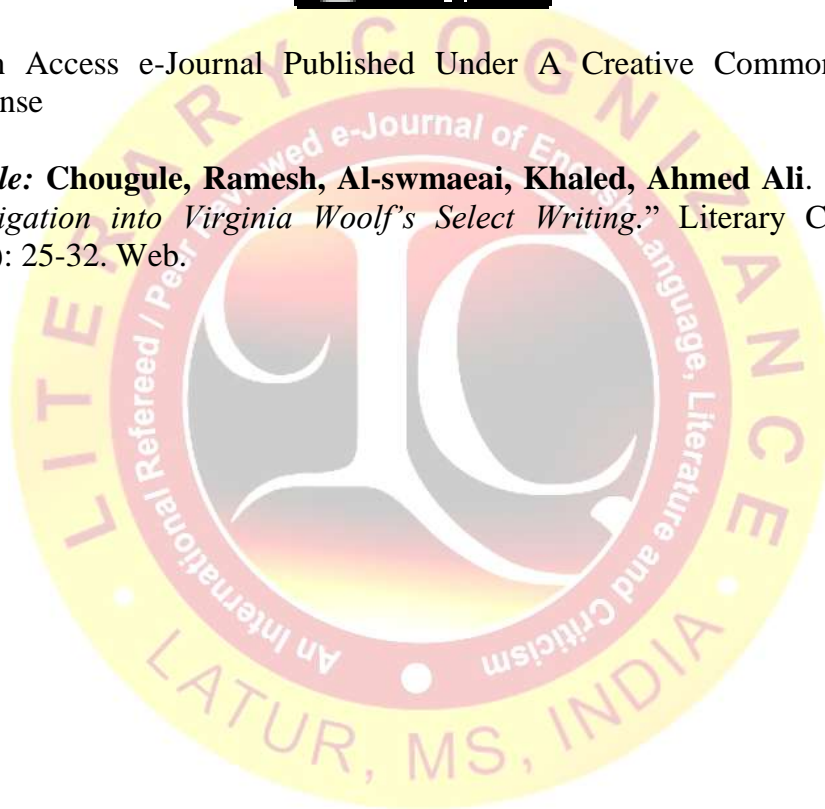 n Access e-Journal Published Under A Creative Common
nse
le: Chougule, Ramesh, Al-swmaeai, Khaled, Ahmed Ali.
igation into Virginia Woolf's Select Writing." Literary C
): 25-32. Web.
LITERARY COGNIZANCE
An International Refereed / Peer Reviewed e-Journal of English Language, Literature and Criticism
LATUR, MS, INDIA